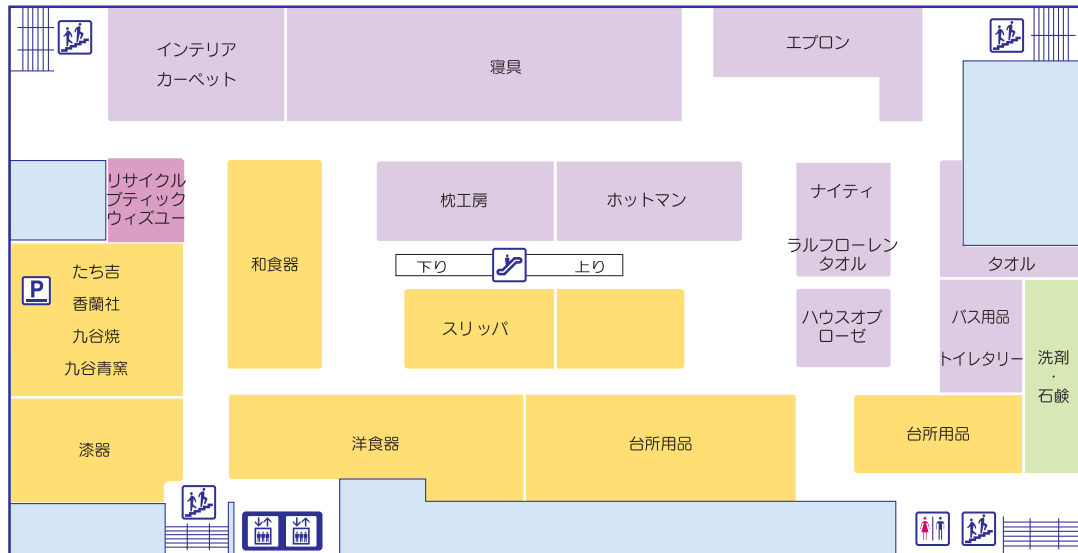 インテリア
カーペット
寝具
エプロン
リサイクル
ブティック
ウィズユー
和食器
枕工房
ホットマン
ナイティ
ラルフローレン
タオル
タオル
下り
上り
P
たち吉
香蘭社
九谷焼
九谷青窯
スリッパ
ハウスオブ
ローゼ
バス用品
トイレタリー
洗剤
・
石鹸
漆器
洋食器
台所用品
台所用品